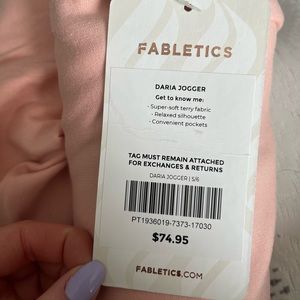 FABLETICS
DARIA JOGGER
Get to know me:
- Super-soft terry fabric
- Relaxed silhouette
- Convenient pockets
TAG MUST REMAIN ATTACHED
FOR EXCHANGES & RETURNS
DARIA JOGGER | S/6
PT1936019-7373-17030
$74.95
FABLETICS.COM